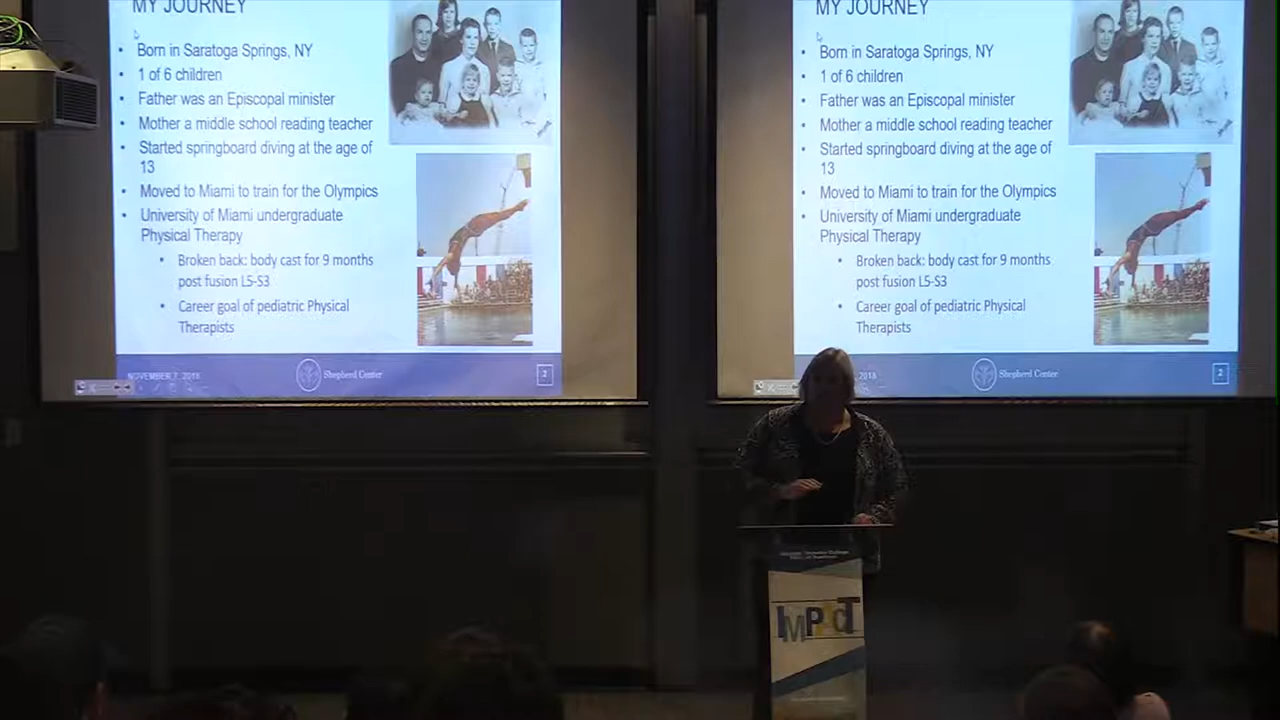 MY JOURNEY
• Born in Saratoga Springs, NY
• 1 of 6 children
• Father was an Episcopal minister
• Mother a middle school reading teacher
• Started springboard diving at the age of
13
• Moved to Miami to train for the Olympics
• University of Miami undergraduate
Physical Therapy
• Broken back: body cast for 9 months
post fusion L5-S3
• Career goal of pediatric Physical
Therapists
NOVEMBER 7, 2018
Shepherd Center
2
MY JOURNEY
• Born in Saratoga Springs, NY
• 1 of 6 children
• Father was an Episcopal minister
• Mother a middle school reading teacher
• Started springboard diving at the age of
13
• Moved to Miami to train for the Olympics
• University of Miami undergraduate
Physical Therapy
• Broken back: body cast for 9 months
post fusion L5-S3
• Career goal of pediatric Physical
Therapists
2018
Shepherd Center
2
IMPACT